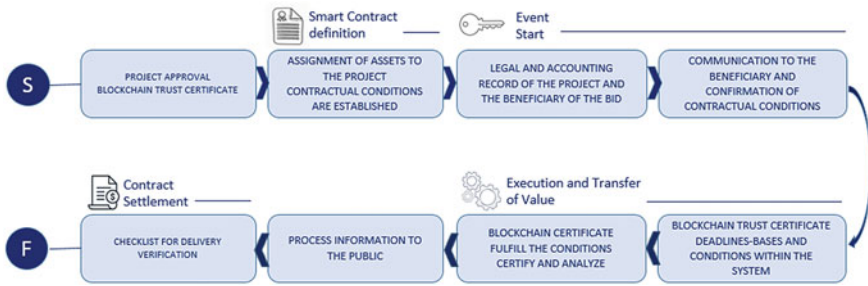 Smart Contract
definition
Event
Start
S
PROJECT APPROVAL
BLOCKCHAIN TRUST CERTIFICATE
ASSIGNMENT OF ASSETS TO
THE PROJECT
CONTRACTUAL CONDITIONS
ARE ESTABLISHED
LEGAL AND ACCOUNTING
RECORD OF THE PROJECT AND
THE BENEFICIARY OF THE BID
COMMUNICATION TO THE
BENEFICIARY AND
CONFIRMATION OF
CONTRACTUAL CONDITIONS
Contract
Settlement
Execution and Transfer
of Value
F
CHECKLIST FOR DELIVERY
VERIFICATION
PROCESS INFORMATION TO
THE PUBLIC
BLOCKCHAIN CERTIFICATE
FULFILL THE CONDITIONS
CERTIFY AND ANALYZE
BLOCKCHAIN TRUST CERTIFICATE
DEADLINES-BASES AND
CONDITIONS WITHIN THE
SYSTEM